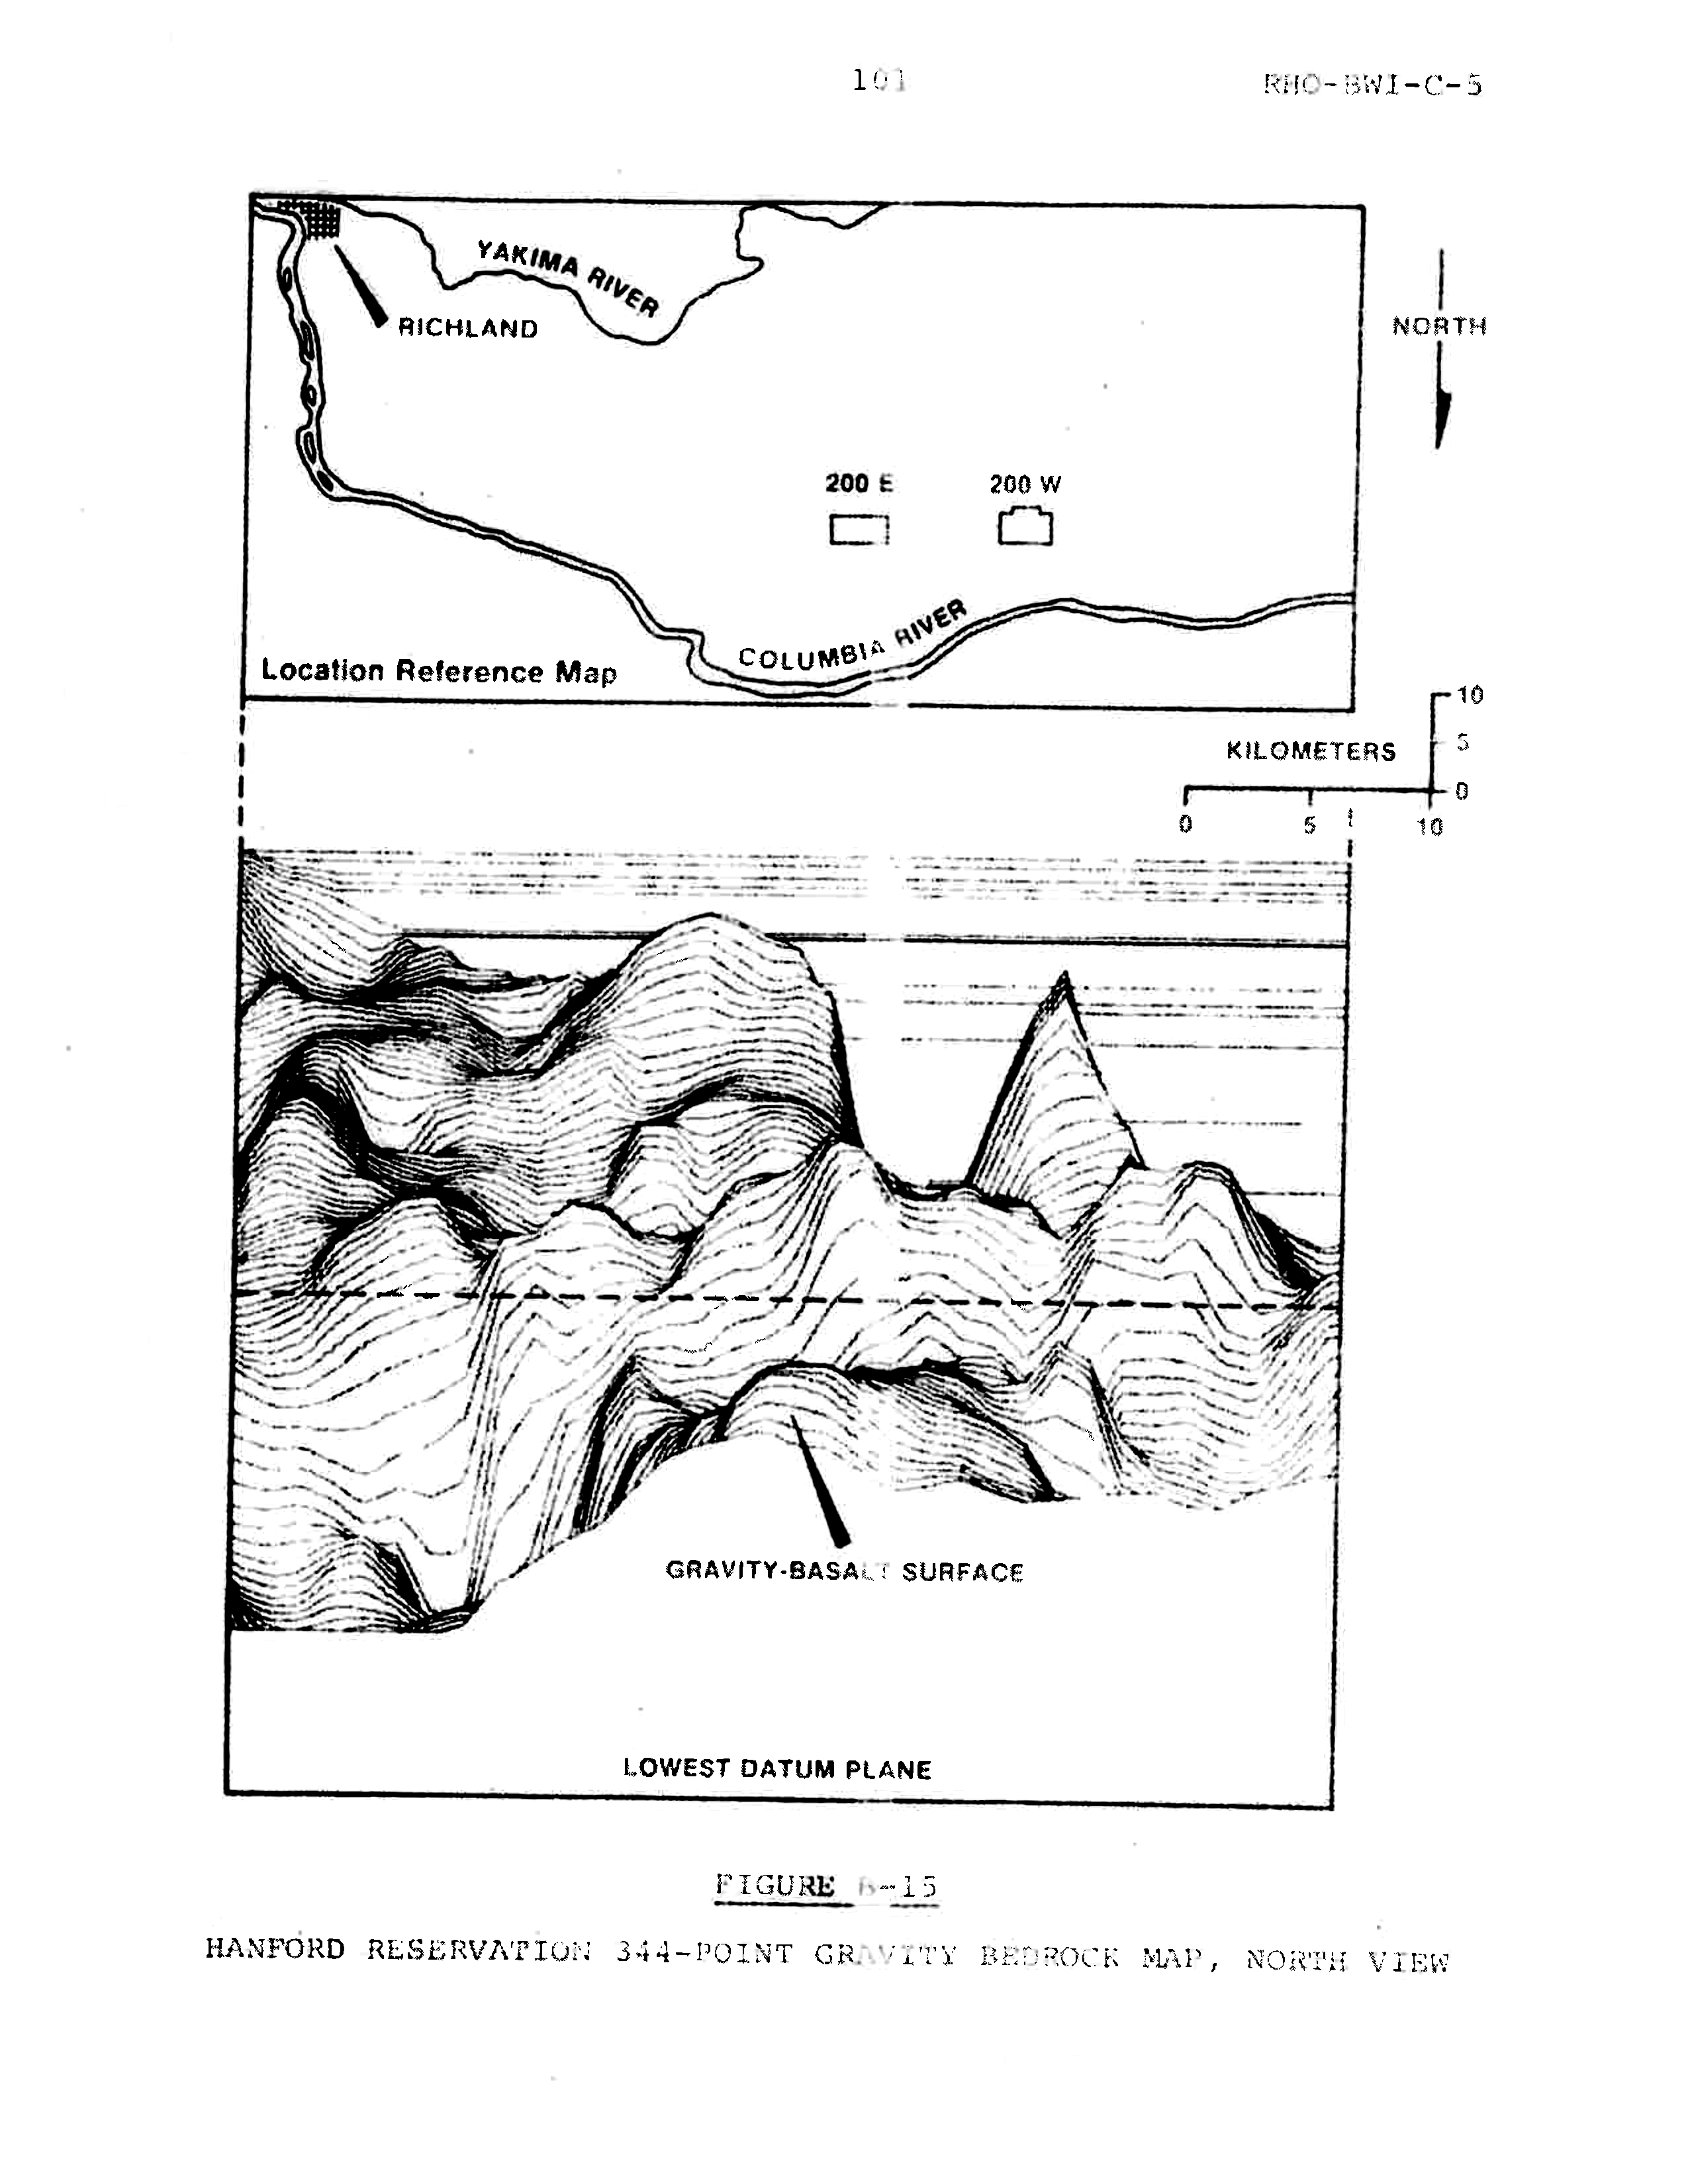 101
RHO-BWI-C-5
YAKIMA RIVER
RICHLAND
NORTH
200 E
200 W
COLUMBIA RIVER
Location Reference Map
10
KILOMETERS
5
0
0 5 10
GRAVITY-BASALT SURFACE
LOWEST DATUM PLANE
FIGURE B-15
HANFORD RESERVATION 344-POINT GRAVITY BEDROCK MAP, NORTH VIEW